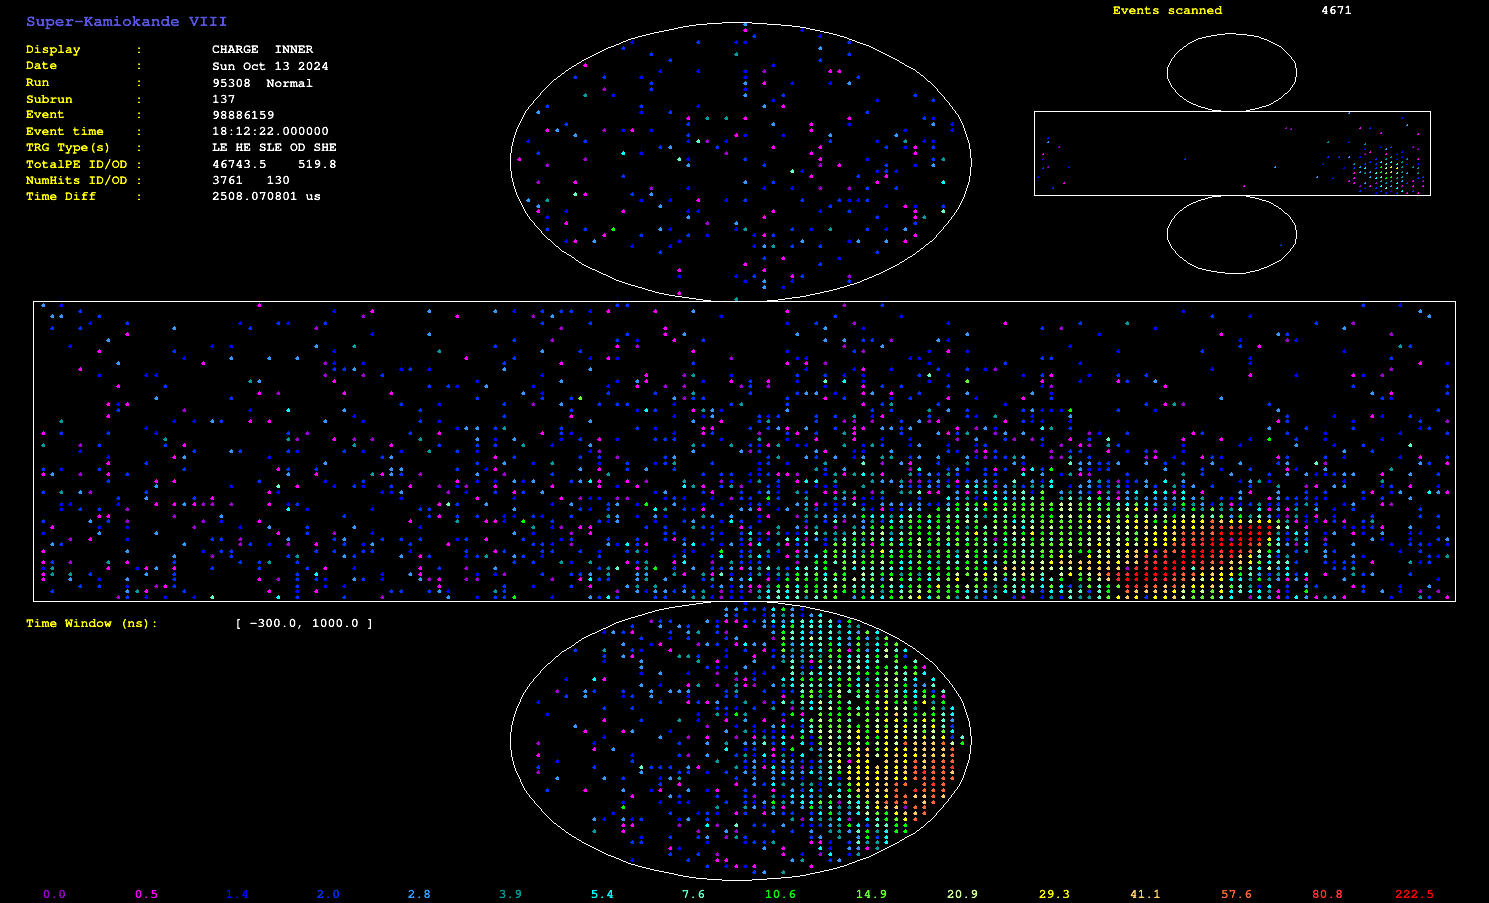 Super-Kamiokande VIII
Display : CHARGE INNER
Date : Sun Oct 13 2024
Run : 95308 Normal
Subrun : 137
Event : 98886159
Event time : 18:12:22.000000
TRG Type(s) : LE HE SLE OD SHE
TotalPE ID/OD : 46743.5 519.8
NumHits ID/OD : 3761 130
Time Diff : 2508.070801 us
Events scanned 4671
Time Window (ns): [ -300.0, 1000.0 ]
0.0 0.5 1.4 2.0 2.8 3.9 5.4 7.6 10.6 14.9 20.9 29.3 41.1 57.6 80.8 222.5